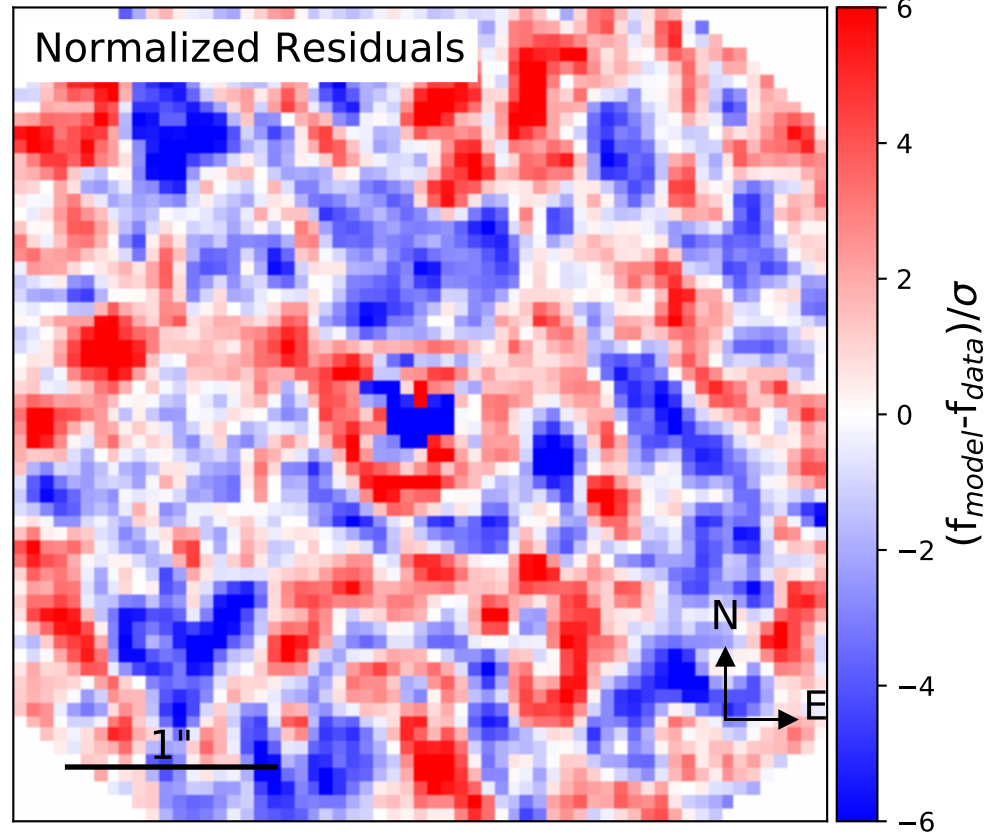 Normalized Residuals
6
4
2
0
−2
−4
−6
(f_model-f_data)/σ
N
E
1"